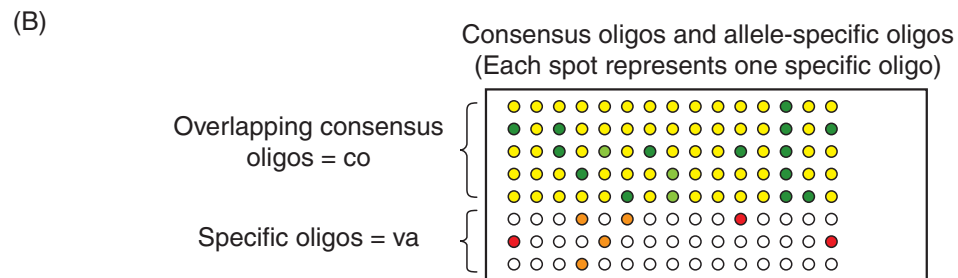 (B)
Consensus oligos and allele-specific oligos
(Each spot represents one specific oligo)
Overlapping consensus
oligos = co
Specific oligos = va